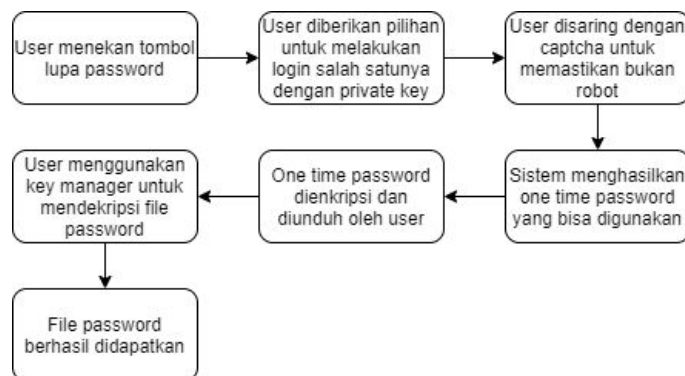 User menekan tombol
lupa password
User diberikan pilihan
untuk melakukan
login salah satunya
dengan private key
User disaring dengan
captcha untuk
memastikan bukan
robot
Sistem menghasilkan
one time password
yang bisa digunakan
One time password
dienkripsi dan
diunduh oleh user
User menggunakan
key manager untuk
mendekripsi file
password
File password
berhasil didapatkan